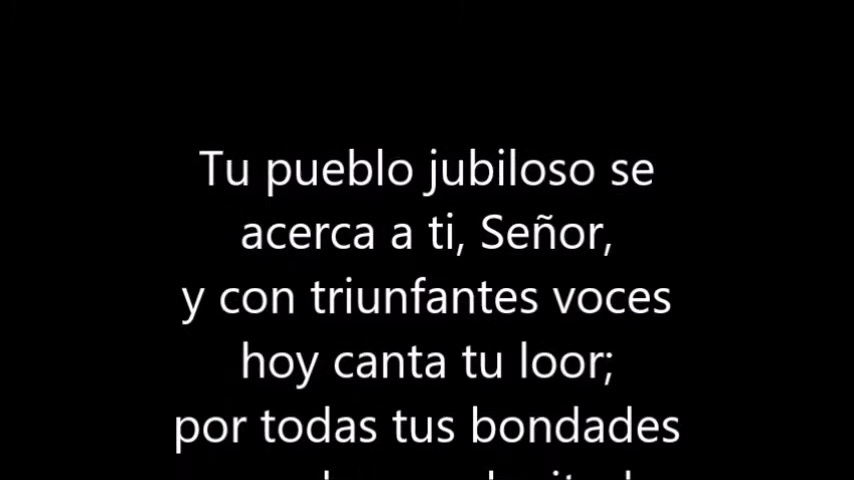 Tu pueblo jubiloso se
acerca a ti, Señor,
y con triunfantes voces
hoy canta tu loor;
por todas tus bondades